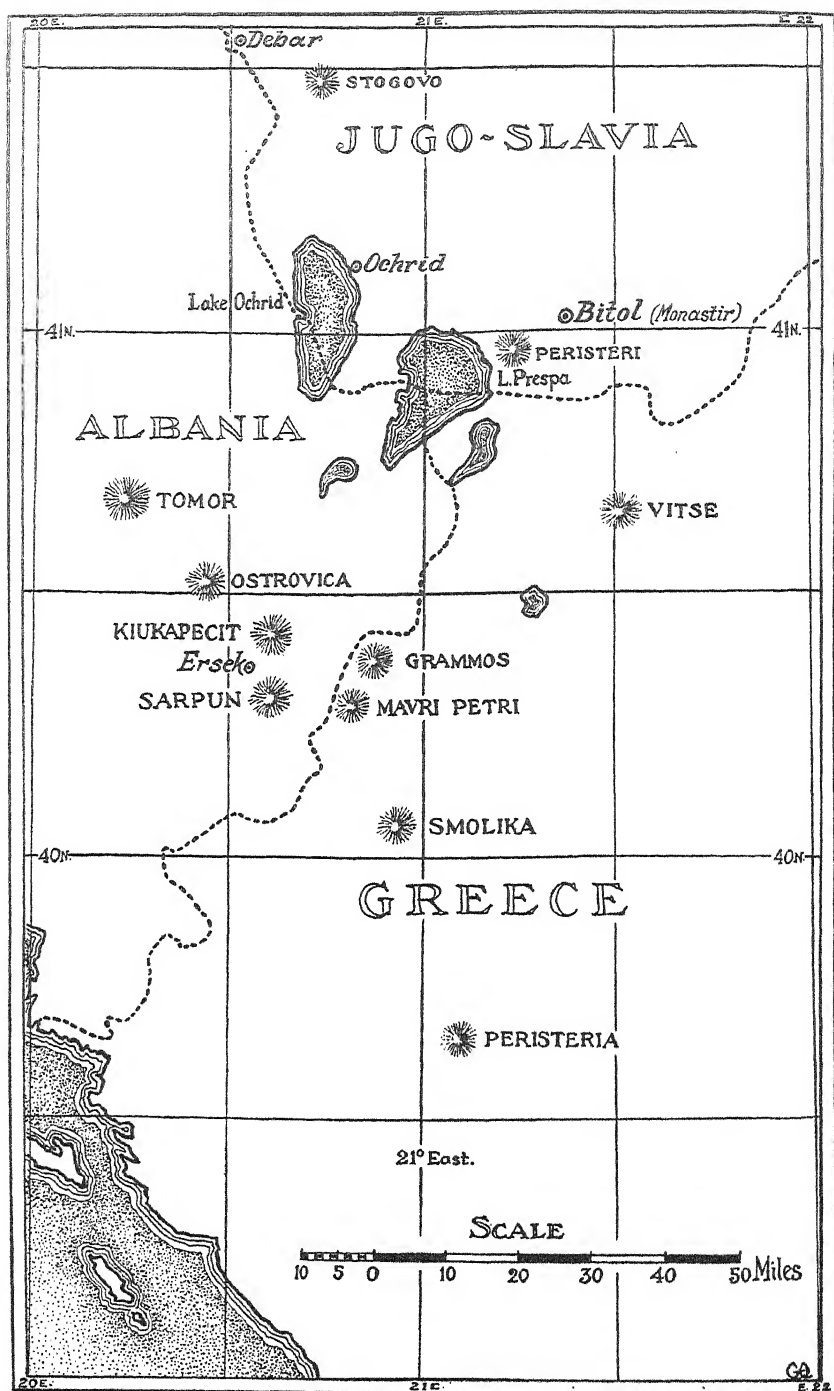 20E. 21E. E. 22
Debar
STOGOVO
JUGO-SLAVIA
Ochrid
Lake Ochrid
Bitol (Monastir)
41N. 41N.
PERISTERI
L. Prespa
ALBANIA
TOMOR
VITSE
OSTROVICA
KIUKAPECIT
GRAMMOS
Ersek
SARPUN
MAVRI PETRI
SMOLIKA
40N. 40N.
GREECE
PERISTERIA
21° East.
SCALE
10 5 0 10 20 30 40 50 Miles
20E. 21E.